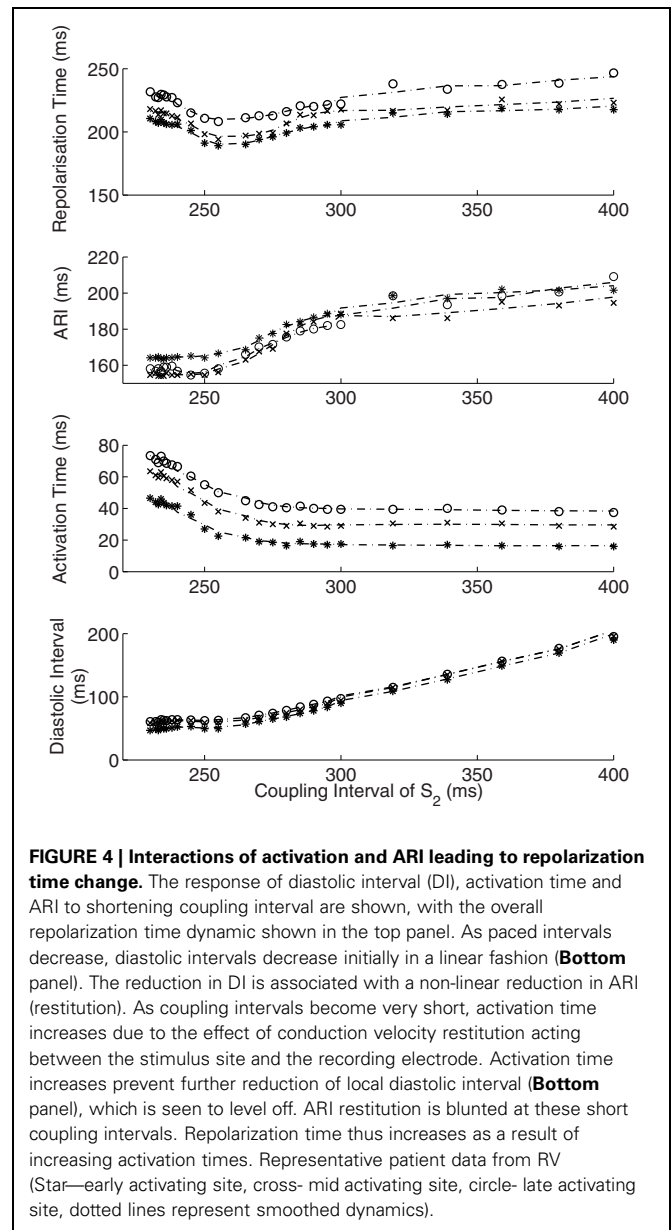 Repolarisation Time (ms)
250
200
150
250
300
350
400
ARI (ms)
220
200
180
160
250
300
350
400
Activation Time (ms)
80
60
40
20
0
250
300
350
400
Diastolic Interval
(ms)
200
100
0
250
300
350
400
Coupling Interval of S2 (ms)
FIGURE 4 | Interactions of activation and ARI leading to repolarization
time change. The response of diastolic interval (DI), activation time and
ARI to shortening coupling interval are shown, with the overall
repolarization time dynamic shown in the top panel. As paced intervals
decrease, diastolic intervals decrease initially in a linear fashion (Bottom
panel). The reduction in DI is associated with a non-linear reduction in ARI
(restitution). As coupling intervals become very short, activation time
increases due to the effect of conduction velocity restitution acting
between the stimulus site and the recording electrode. Activation time
increases prevent further reduction of local diastolic interval (Bottom
panel), which is seen to level off. ARI restitution is blunted at these short
coupling intervals. Repolarization time thus increases as a result of
increasing activation times. Representative patient data from RV
(Star—early activating site, cross- mid activating site, circle- late activating
site, dotted lines represent smoothed dynamics).